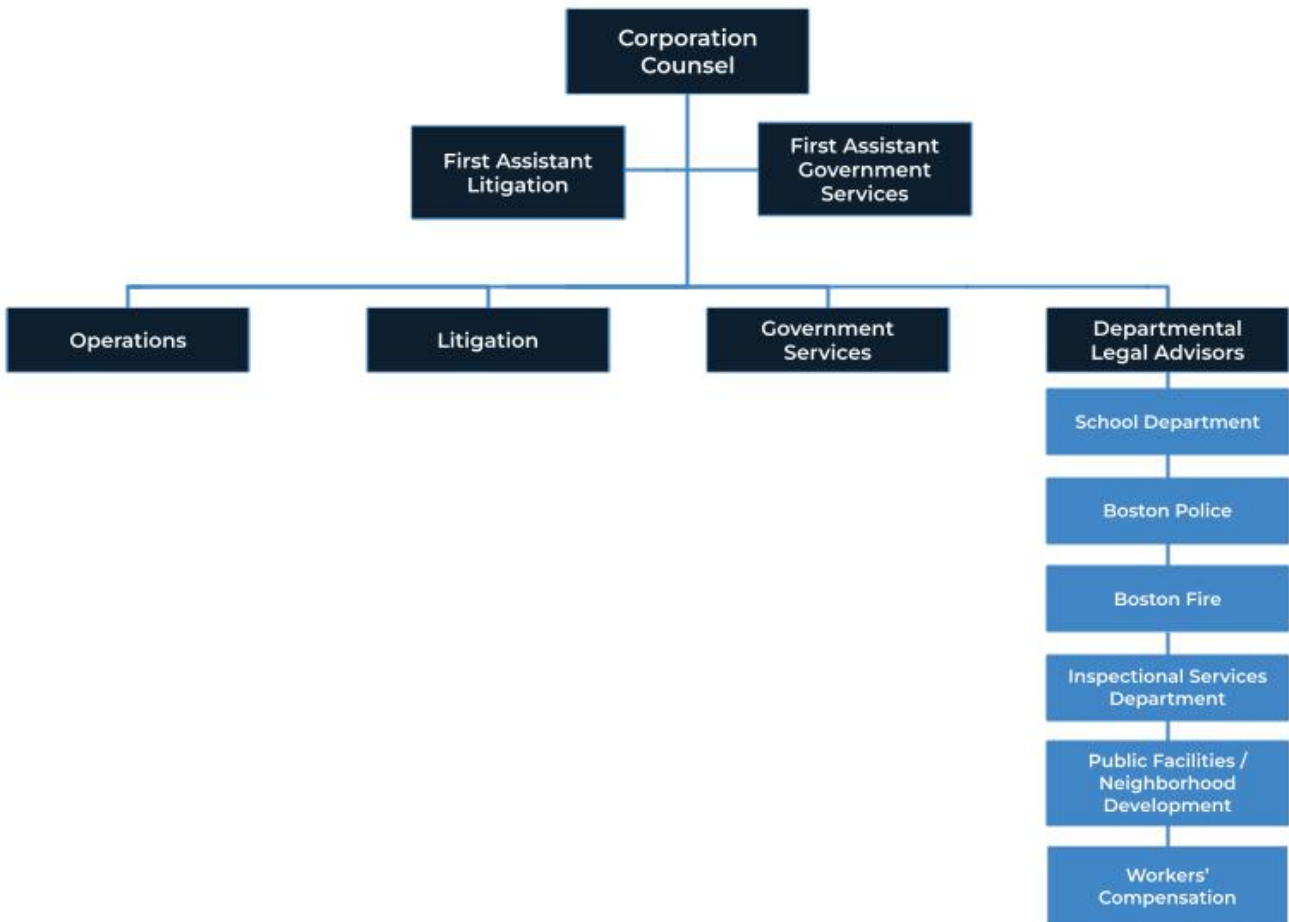 Corporation
Counsel
First Assistant
Litigation
First Assistant
Government
Services
Operations
Litigation
Government
Services
Departmental
Legal Advisors
School Department
Boston Police
Boston Fire
Inspectional Services
Department
Public Facilities /
Neighborhood
Development
Workers'
Compensation